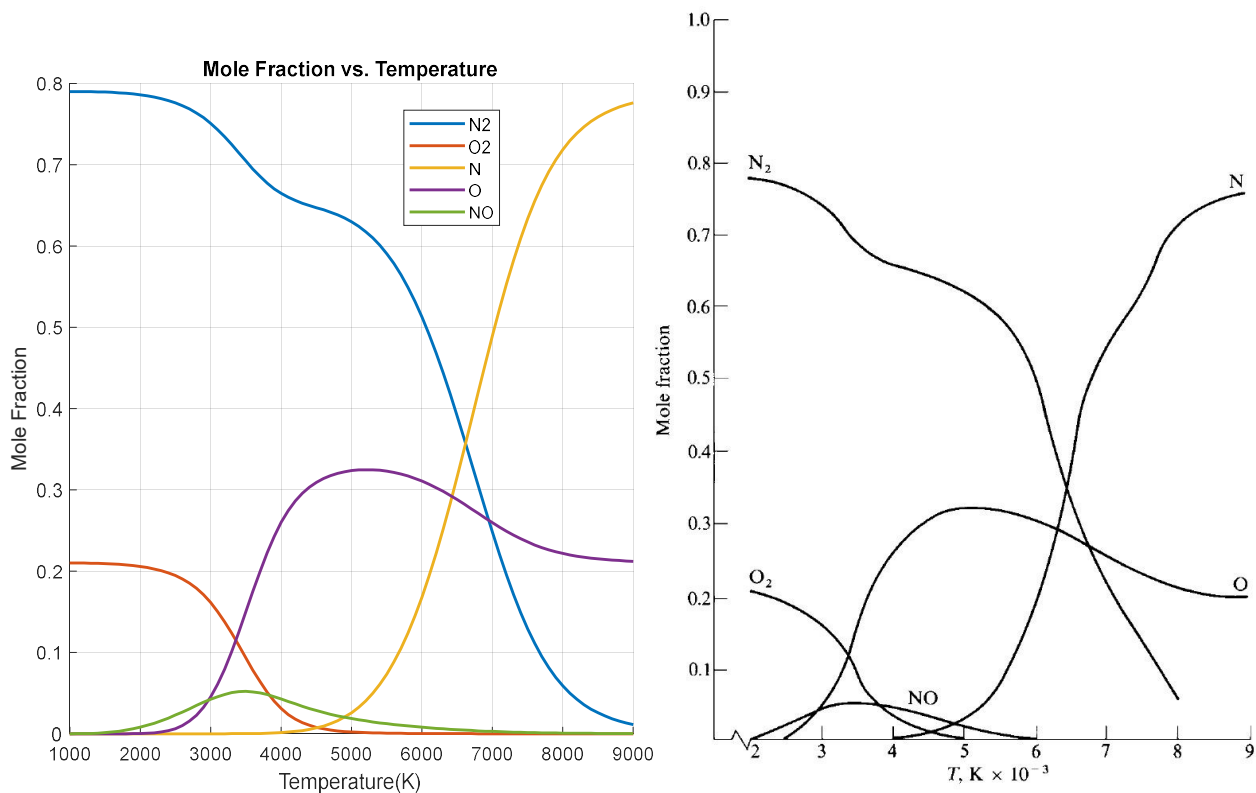 Mole Fraction vs. Temperature
0.8
0.7
0.6
0.5
0.4
0.3
0.2
0.1
0
Mole Fraction
N2
O2
N
O
NO
1000 2000 3000 4000 5000 6000 7000 8000 9000
Temperature(K)
1.0
0.9
0.8
0.7
0.6
0.5
0.4
0.3
0.2
0.1
Mole fraction
N₂
N
O₂
O
NO
2 3 4 5 6 7 8 9
T, K × 10⁻³